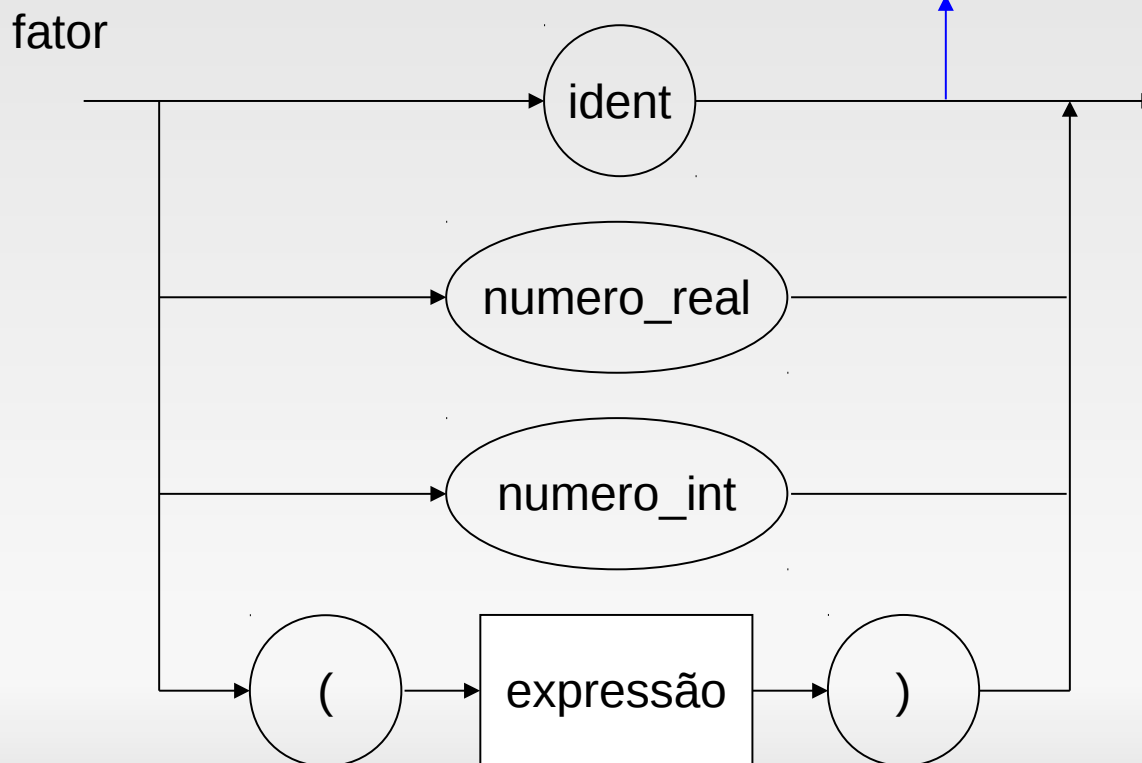 fator
ident
numero_real
numero_int
( expressão )